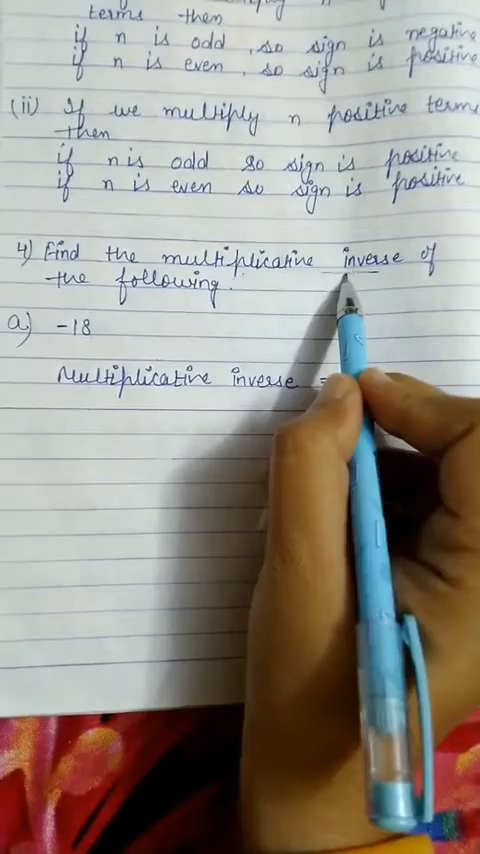 terms then
if n is odd, so sign is negative
if n is even, so sign is positive
(ii) If we multiply n positive terms
then
if n is odd so sign is positive
if n is even so sign is positive
4) Find the multiplicative inverse of
the following.
a) -18
Multiplicative inverse =